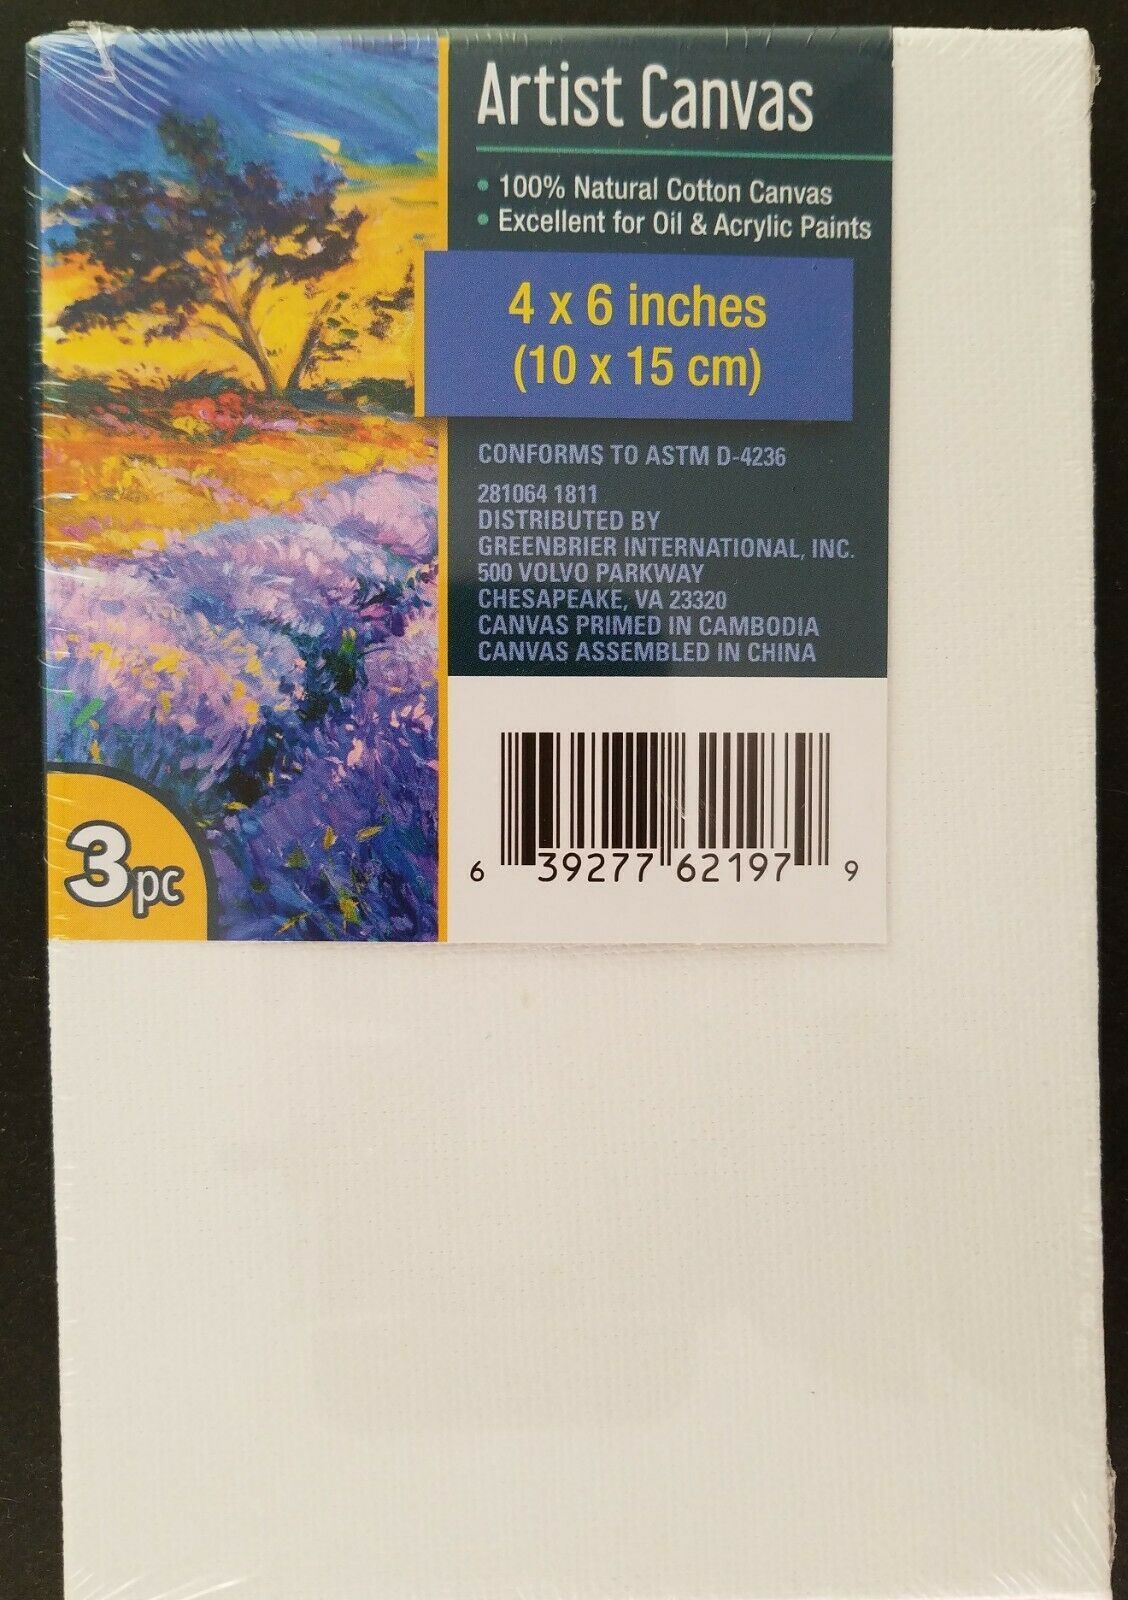 Artist Canvas
• 100% Natural Cotton Canvas
• Excellent for Oil & Acrylic Paints
4 x 6 inches
(10 x 15 cm)
CONFORMS TO ASTM D-4236
281064 1811
DISTRIBUTED BY
GREENBRIER INTERNATIONAL, INC.
500 VOLVO PARKWAY
CHESAPEAKE, VA 23320
CANVAS PRIMED IN CAMBODIA
CANVAS ASSEMBLED IN CHINA
3pc
6 39277 62197 9